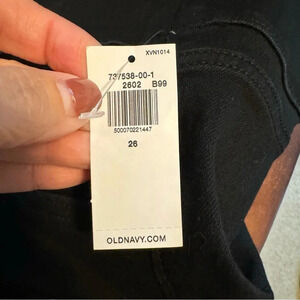 XVN1014
737538-00-1
2602 B99
500070221447
26
OLDNAVY.COM